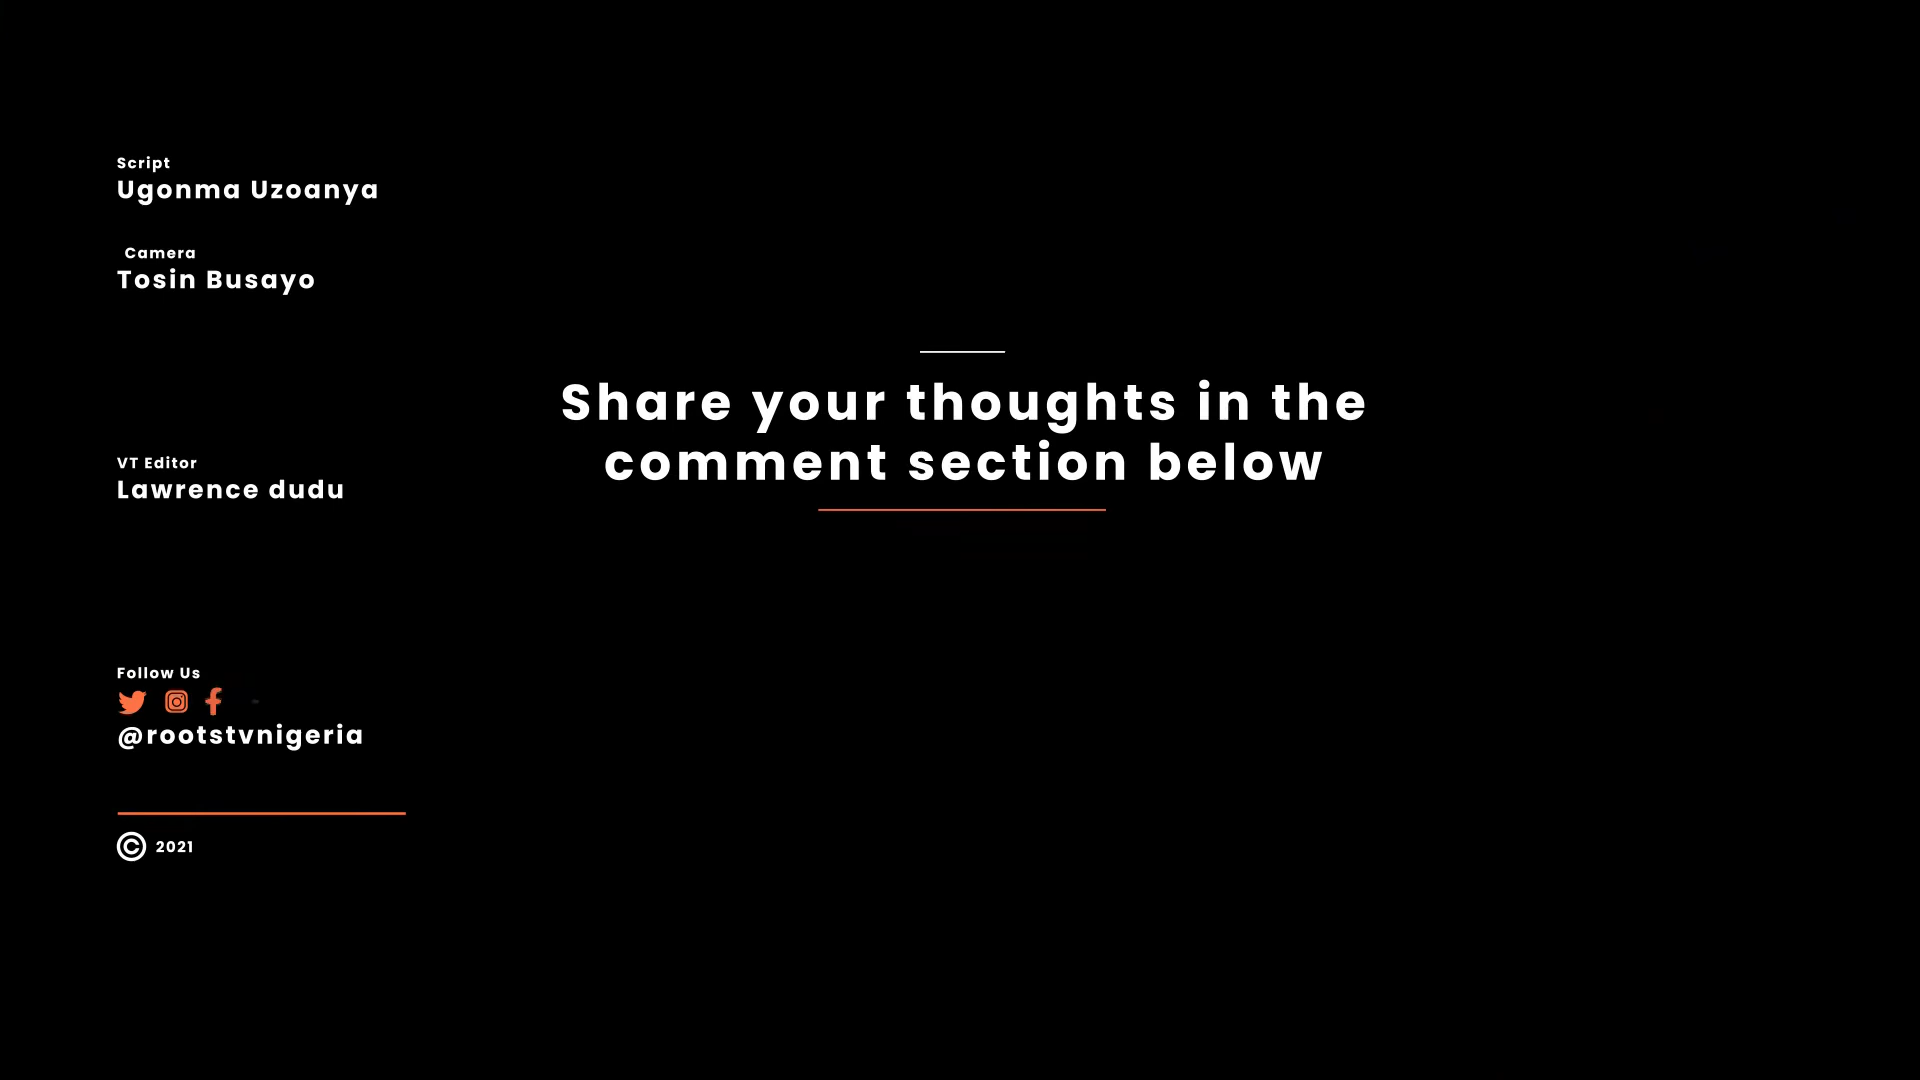 Script
Ugonma Uzoanya
Camera
Tosin Busayo
VT Editor
Lawrence dudu
Follow Us
@rootstvnigeria
© 2021
Share your thoughts in the
comment section below